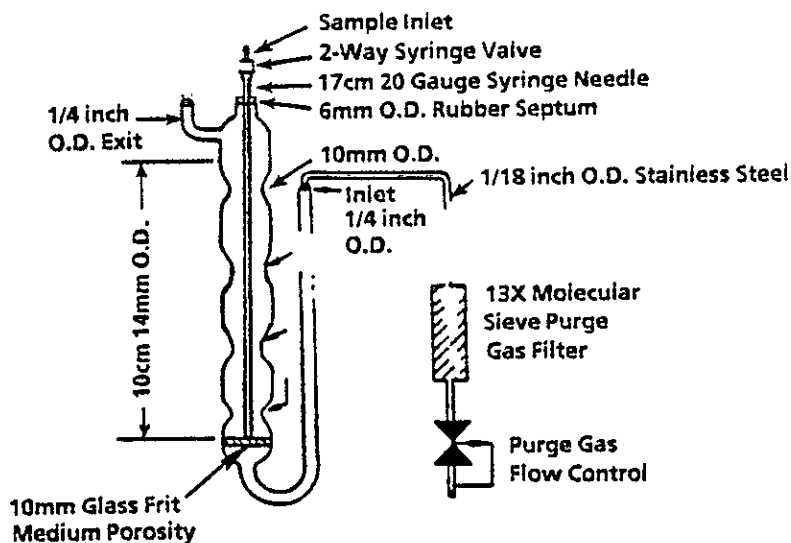 Sample Inlet
2-Way Syringe Valve
17cm 20 Gauge Syringe Needle
6mm O.D. Rubber Septum
1/4 inch
O.D. Exit
10mm O.D.
1/18 inch O.D. Stainless Steel
Inlet
1/4 inch
O.D.
10cm 14mm O.D.
13X Molecular
Sieve Purge
Gas Filter
Purge Gas
Flow Control
10mm Glass Frit
Medium Porosity